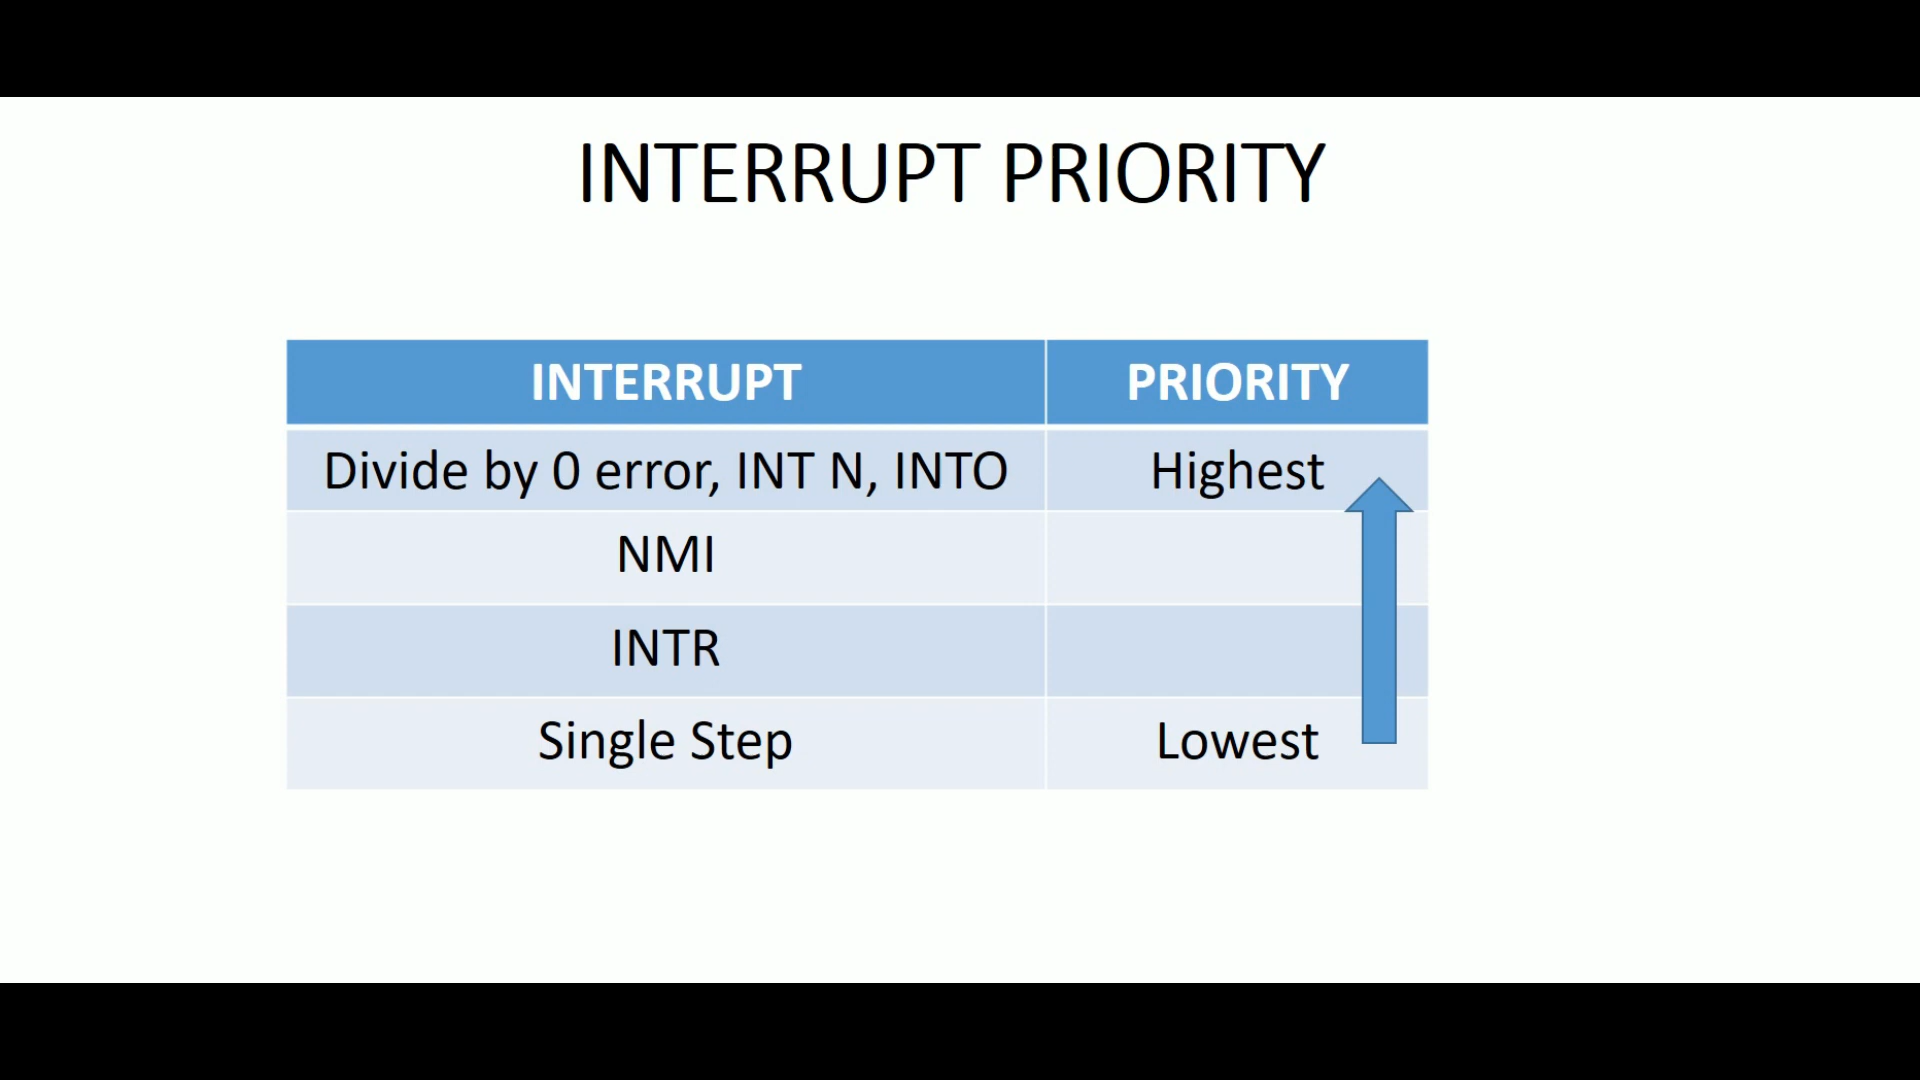 INTERRUPT PRIORITY
INTERRUPT PRIORITY
Divide by 0 error, INT N, INTO Highest
NMI
INTR
Single Step Lowest